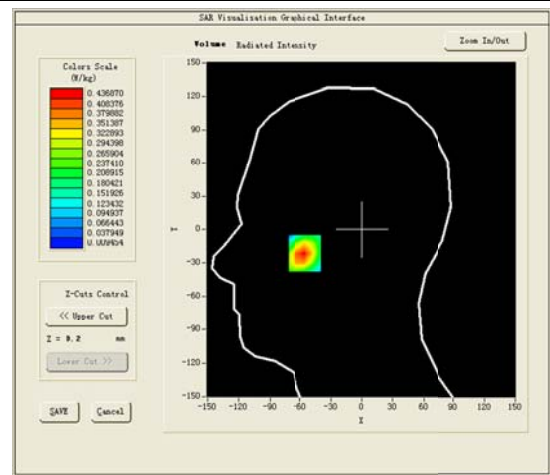 SAR Visualisation Graphical Interface
Volume Radiated Intensity
Zoom In/Out
Colors Scale
(W/kg)
0.436870
0.408376
0.379882
0.351387
0.322893
0.294398
0.265904
0.237410
0.208915
0.180421
0.151926
0.123432
0.094937
0.066443
0.037949
0.009454
Z-Cuts Control
<< Upper Cut
Z = 9.2 mm
Lower Cut >>
SAVE
Cancel
150
120
90
60
30
0
-30
-60
-90
-120
-150
Y
-150 -120 -90 -60 -30 0 30 60 90 120 150
X